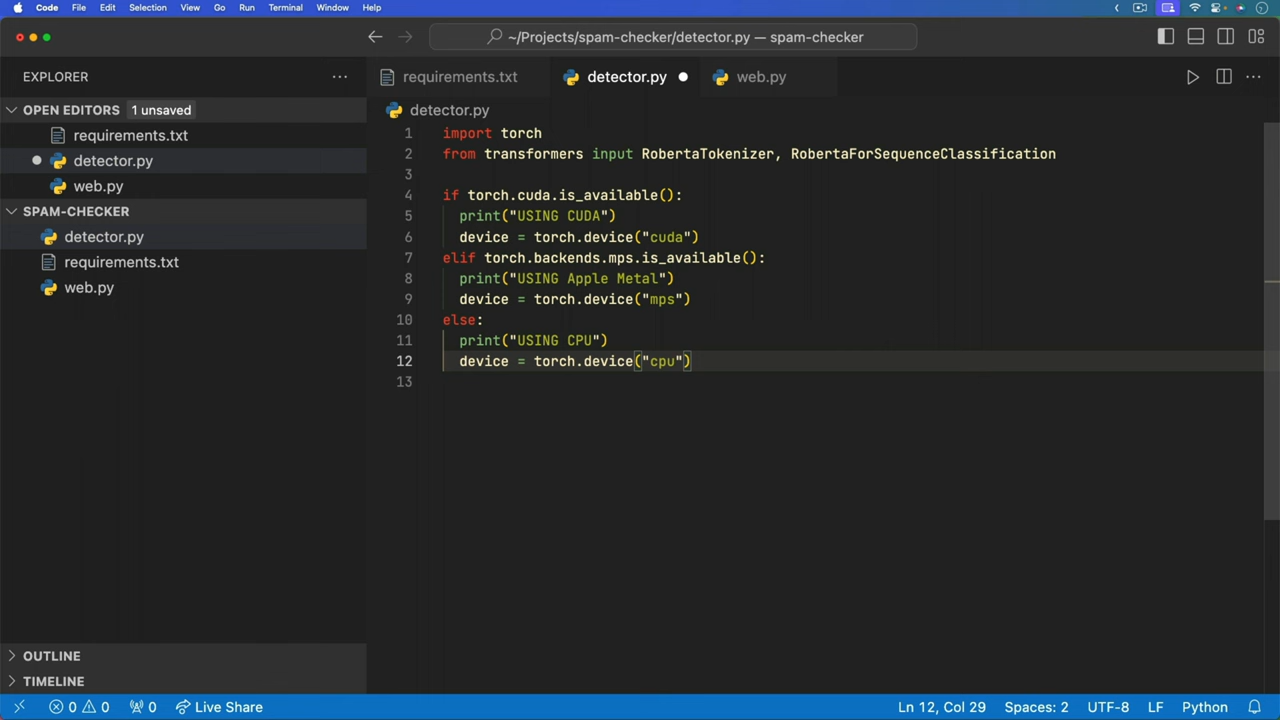 Code File Edit Selection View Go Run Terminal Window Help
~/Projects/spam-checker/detector.py — spam-checker
EXPLORER
OPEN EDITORS 1 unsaved
requirements.txt
detector.py
web.py
SPAM-CHECKER
detector.py
requirements.txt
web.py
OUTLINE
TIMELINE
requirements.txt detector.py web.py
detector.py
1 import torch
2 from transformers input RobertaTokenizer, RobertaForSequenceClassification
3
4 if torch.cuda.is_available():
5 print("USING CUDA")
6 device = torch.device("cuda")
7 elif torch.backends.mps.is_available():
8 print("USING Apple Metal")
9 device = torch.device("mps")
10 else:
11 print("USING CPU")
12 device = torch.device("cpu")
13
0 0 0 Live Share Ln 12, Col 29 Spaces: 2 UTF-8 LF Python